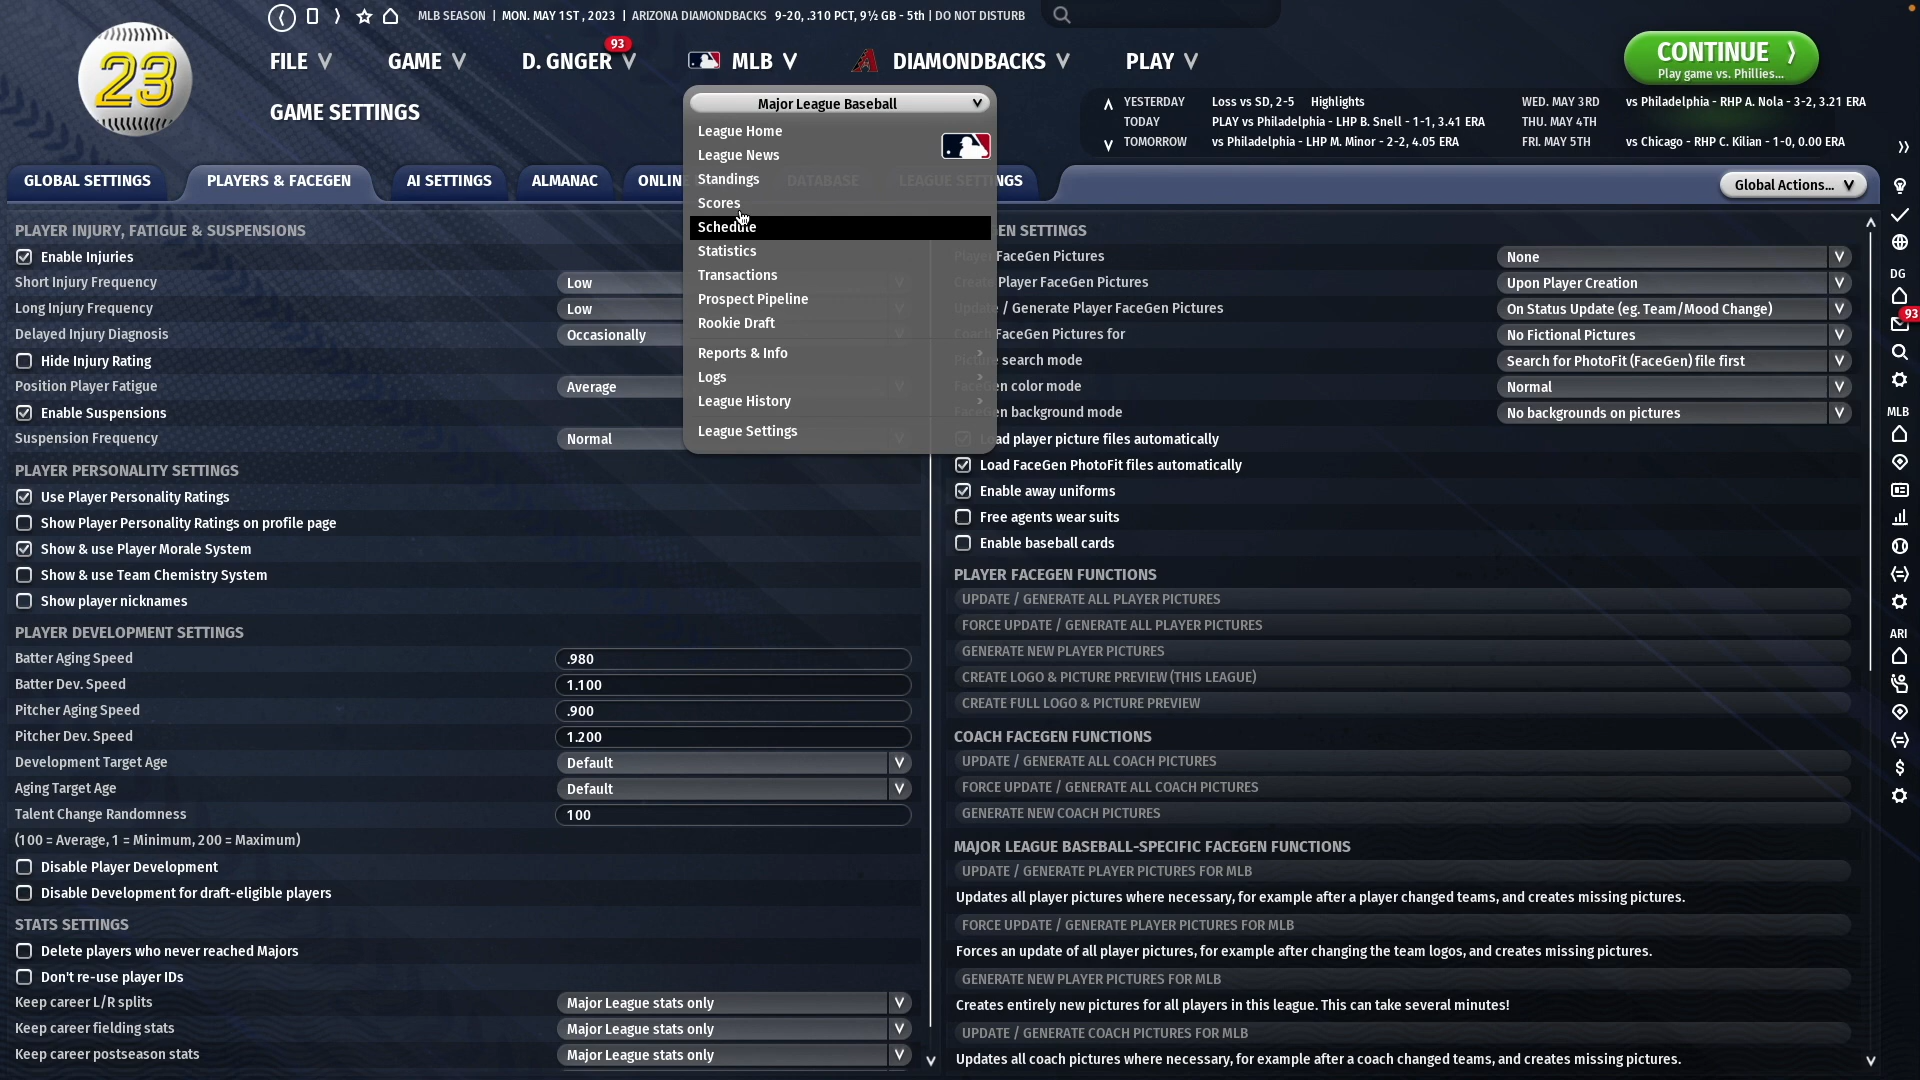 MLB SEASON | MON. MAY 1ST , 2023 | ARIZONA DIAMONDBACKS 9-20, .310 PCT, 9½ GB - 5th | DO NOT DISTURB
23
FILE
GAME
D. GNGER
93
MLB
DIAMONDBACKS
PLAY
CONTINUE
Play game vs. Phillies...
GAME SETTINGS
YESTERDAY Loss vs SD, 2-5 Highlights
TODAY PLAY vs Philadelphia - LHP B. Snell - 1-1, 3.41 ERA
TOMORROW vs Philadelphia - LHP M. Minor - 2-2, 4.05 ERA
WED. MAY 3RD vs Philadelphia - RHP A. Nola - 3-2, 3.21 ERA
THU. MAY 4TH
FRI. MAY 5TH vs Chicago - RHP C. Kilian - 1-0, 0.00 ERA
GLOBAL SETTINGS
PLAYERS & FACEGEN
AI SETTINGS
ALMANAC
ONLINE
DATABASE
LEAGUE SETTINGS
Global Actions...
Major League Baseball
League Home
League News
Standings
Scores
Schedule
Statistics
Transactions
Prospect Pipeline
Rookie Draft
Reports & Info
Logs
League History
League Settings
PLAYER INJURY, FATIGUE & SUSPENSIONS
Enable Injuries
Short Injury Frequency Low
Long Injury Frequency Low
Delayed Injury Diagnosis Occasionally
Hide Injury Rating
Position Player Fatigue Average
Enable Suspensions
Suspension Frequency Normal
PLAYER PERSONALITY SETTINGS
Use Player Personality Ratings
Show Player Personality Ratings on profile page
Show & use Player Morale System
Show & use Team Chemistry System
Show player nicknames
PLAYER DEVELOPMENT SETTINGS
Batter Aging Speed .980
Batter Dev. Speed 1.100
Pitcher Aging Speed .900
Pitcher Dev. Speed 1.200
Development Target Age Default
Aging Target Age Default
Talent Change Randomness 100
(100 = Average, 1 = Minimum, 200 = Maximum)
Disable Player Development
Disable Development for draft-eligible players
STATS SETTINGS
Delete players who never reached Majors
Don't re-use player IDs
Keep career L/R splits Major League stats only
Keep career fielding stats Major League stats only
Keep career postseason stats Major League stats only
GEN SETTINGS
Player FaceGen Pictures None
Create Player FaceGen Pictures Upon Player Creation
Update / Generate Player FaceGen Pictures On Status Update (eg. Team/Mood Change)
Coach FaceGen Pictures for No Fictional Pictures
Picture search mode Search for PhotoFit (FaceGen) file first
FaceGen color mode Normal
FaceGen background mode No backgrounds on pictures
Load player picture files automatically
Load FaceGen PhotoFit files automatically
Enable away uniforms
Free agents wear suits
Enable baseball cards
PLAYER FACEGEN FUNCTIONS
UPDATE / GENERATE ALL PLAYER PICTURES
FORCE UPDATE / GENERATE ALL PLAYER PICTURES
GENERATE NEW PLAYER PICTURES
CREATE LOGO & PICTURE PREVIEW (THIS LEAGUE)
CREATE FULL LOGO & PICTURE PREVIEW
COACH FACEGEN FUNCTIONS
UPDATE / GENERATE ALL COACH PICTURES
FORCE UPDATE / GENERATE ALL COACH PICTURES
GENERATE NEW COACH PICTURES
MAJOR LEAGUE BASEBALL-SPECIFIC FACEGEN FUNCTIONS
UPDATE / GENERATE PLAYER PICTURES FOR MLB
Updates all player pictures where necessary, for example after a player changed teams, and creates missing pictures.
FORCE UPDATE / GENERATE PLAYER PICTURES FOR MLB
Forces an update of all player pictures, for example after changing the team logos, and creates missing pictures.
GENERATE NEW PLAYER PICTURES FOR MLB
Creates entirely new pictures for all players in this league. This can take several minutes!
UPDATE / GENERATE COACH PICTURES FOR MLB
Updates all coach pictures where necessary, for example after a coach changed teams, and creates missing pictures.
DG
93
MLB
ARI
$